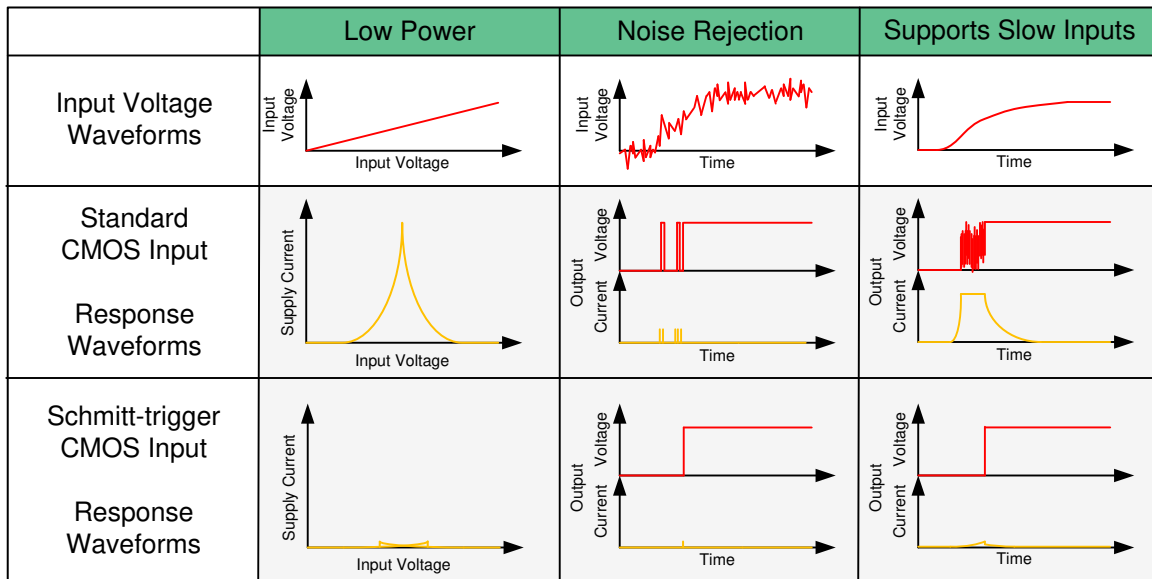 Low Power
Noise Rejection
Supports Slow Inputs
Input Voltage
Waveforms
Input
Voltage
Input Voltage
Input
Voltage
Time
Input
Voltage
Time
Standard
CMOS Input
Response
Waveforms
Supply Current
Input Voltage
Output
Voltage
Current
Time
Output
Voltage
Current
Time
Schmitt-trigger
CMOS Input
Response
Waveforms
Supply Current
Input Voltage
Output
Voltage
Current
Time
Output
Voltage
Current
Time